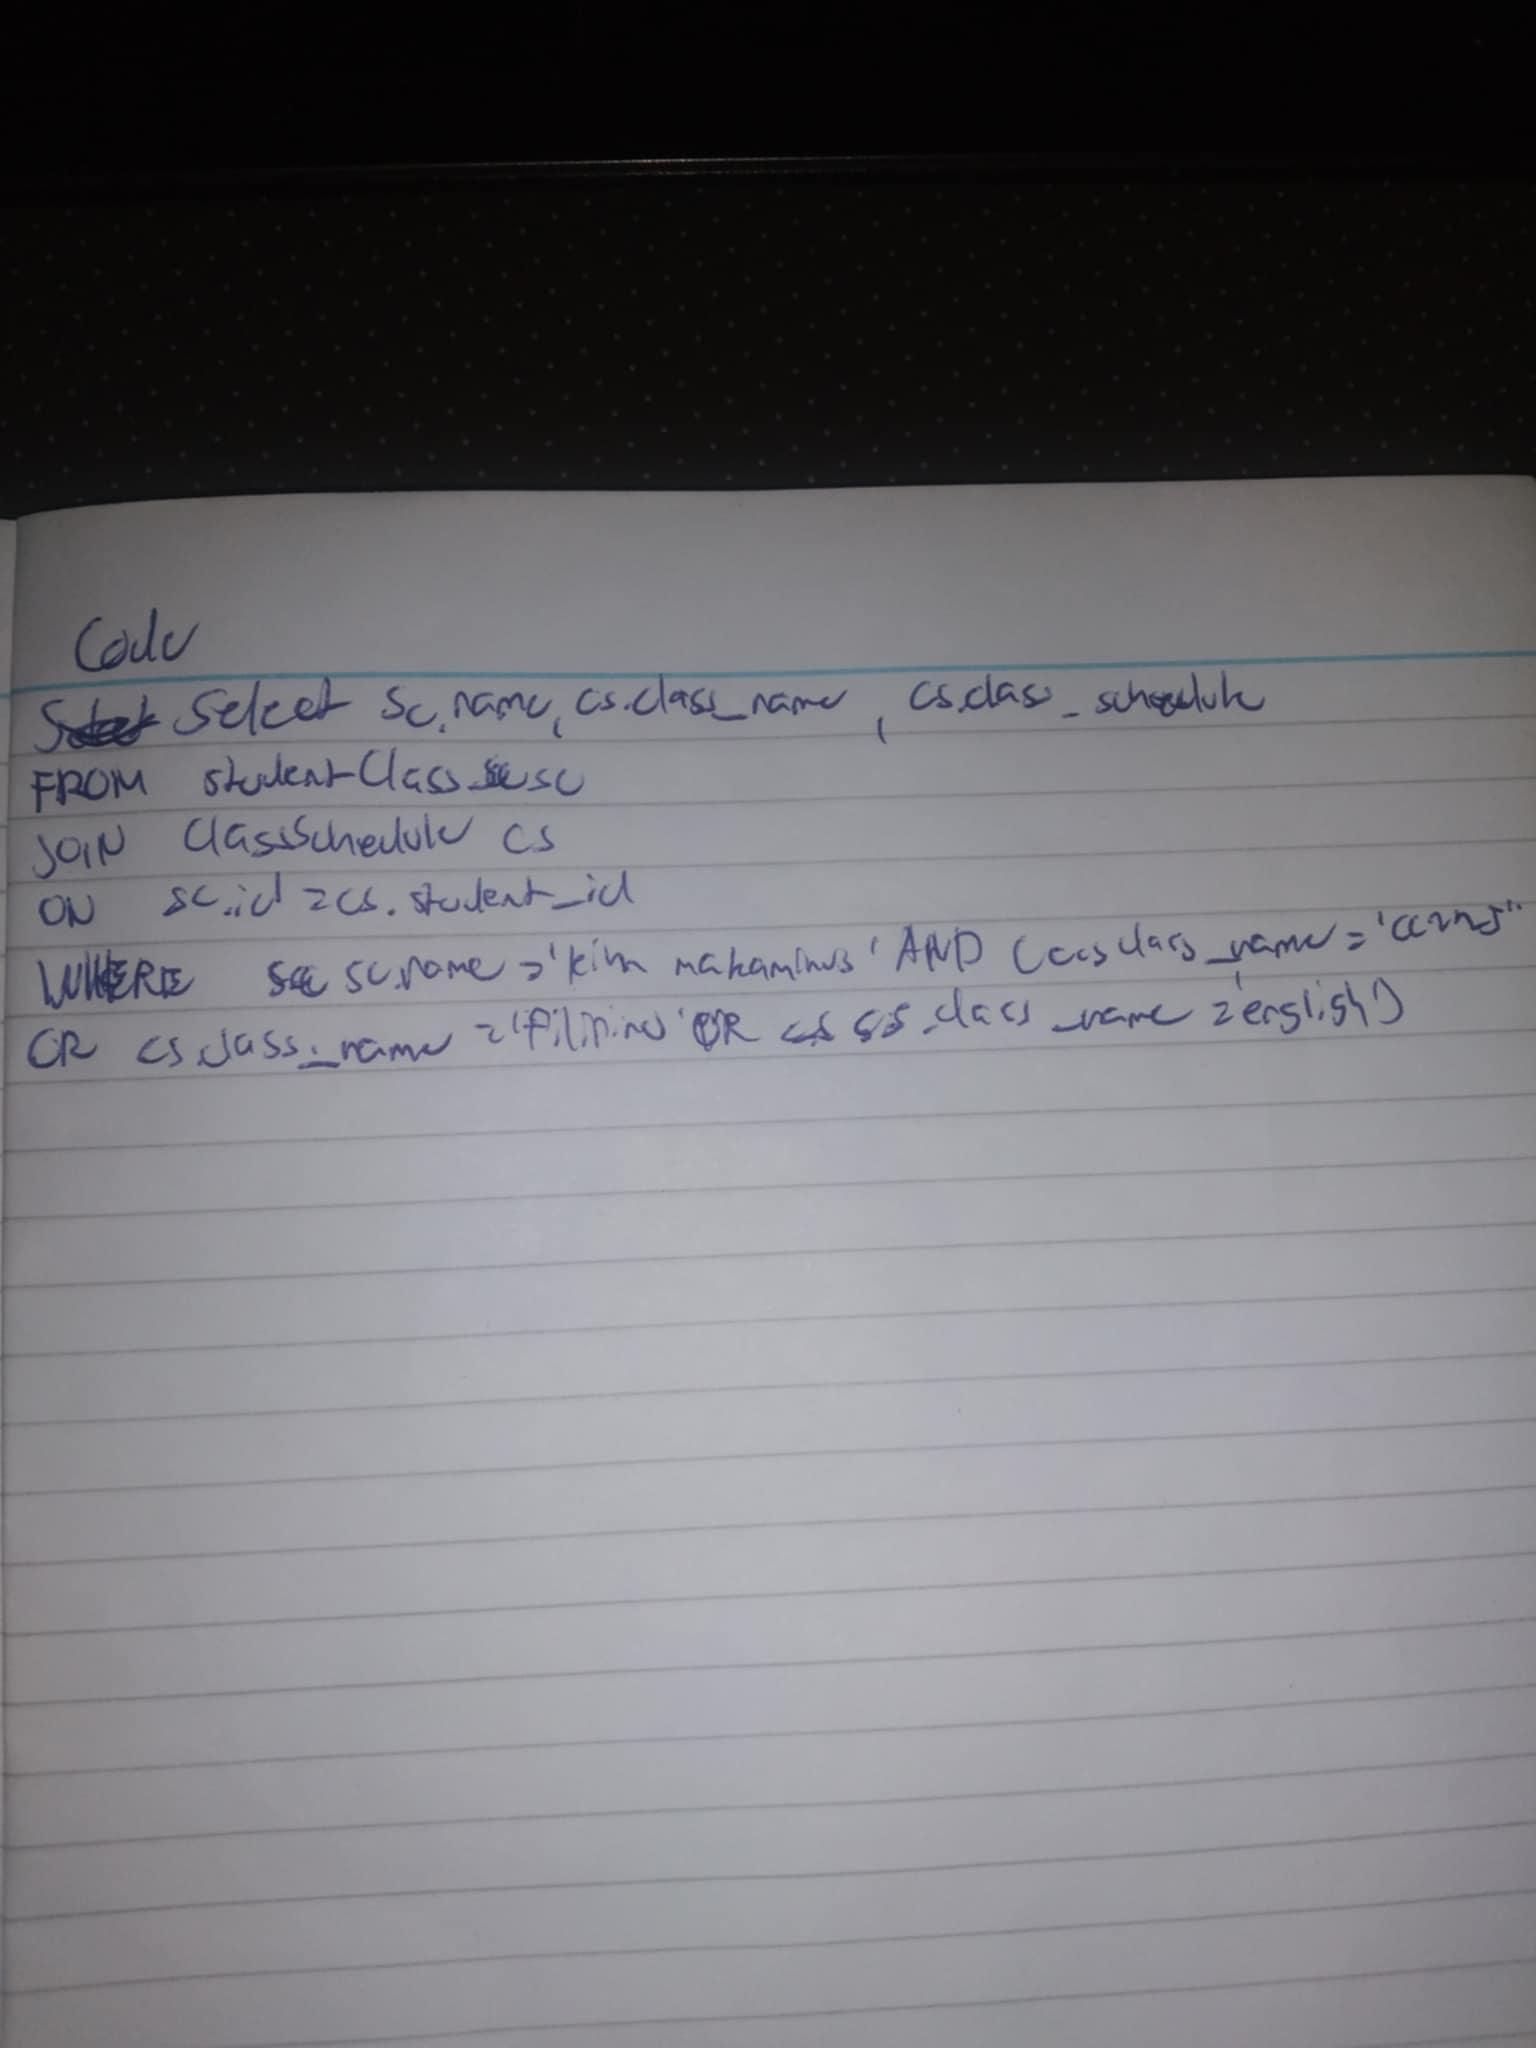 Code
Select sc.name, cs.class_name, cs.class_schedule
FROM studentClass sc
JOIN ClassSchedule cs
ON sc.id = cs.student_id
WHERE sc.name = 'kim makaminus' AND (cs class_name =
OR cs.class_name = 'filipino' OR cs.class_name = 'english')